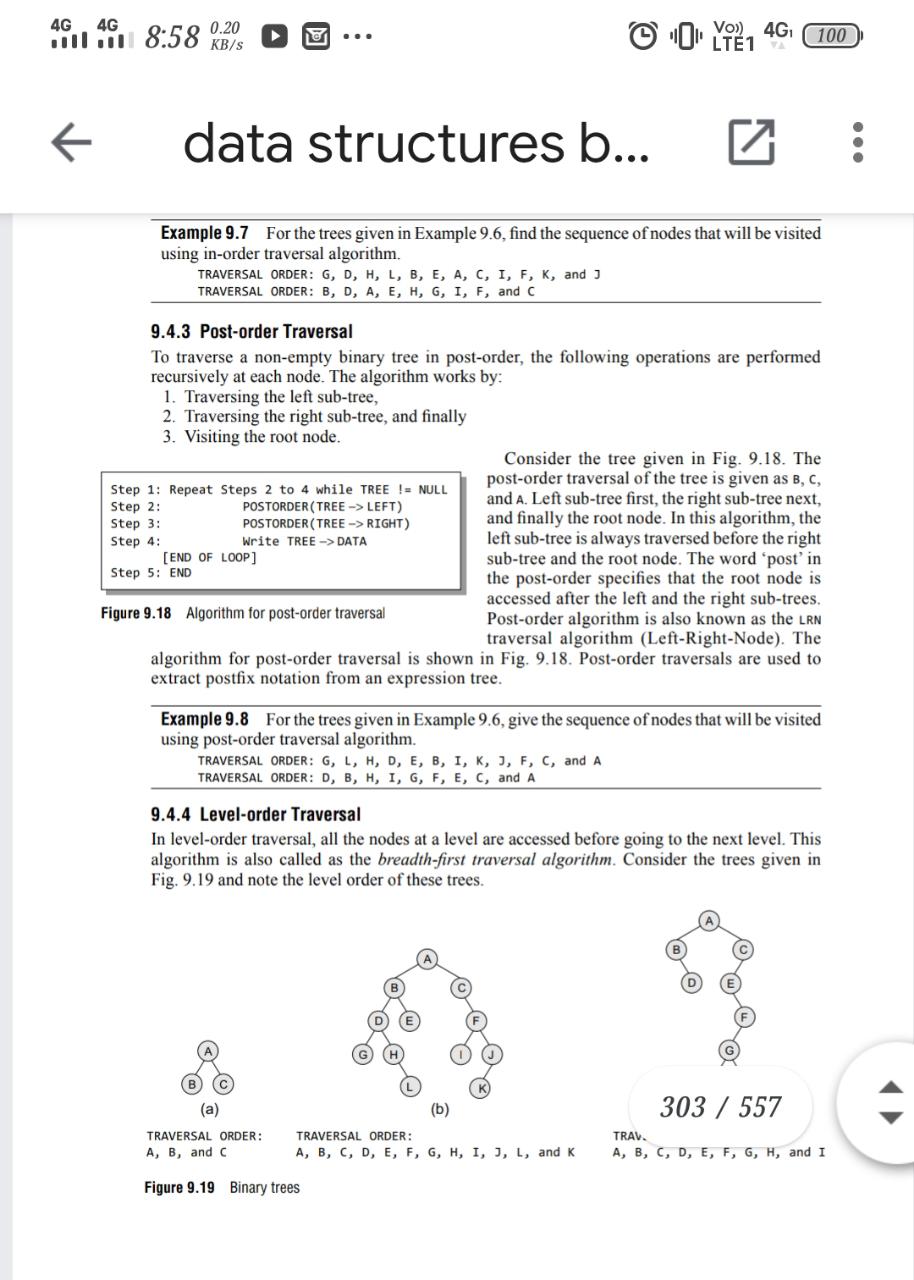 4G 4G 8:58 0.20 KB/s Vo)) LTE1 4G 100
data structures b...
Example 9.7 For the trees given in Example 9.6, find the sequence of nodes that will be visited
using in-order traversal algorithm.
TRAVERSAL ORDER: G, D, H, L, B, E, A, C, I, F, K, and J
TRAVERSAL ORDER: B, D, A, E, H, G, I, F, and C
9.4.3 Post-order Traversal
To traverse a non-empty binary tree in post-order, the following operations are performed
recursively at each node. The algorithm works by:
1. Traversing the left sub-tree,
2. Traversing the right sub-tree, and finally
3. Visiting the root node.
Step 1: Repeat Steps 2 to 4 while TREE != NULL
Step 2: POSTORDER(TREE -> LEFT)
Step 3: POSTORDER(TREE -> RIGHT)
Step 4: Write TREE -> DATA
[END OF LOOP]
Step 5: END
Figure 9.18 Algorithm for post-order traversal
Consider the tree given in Fig. 9.18. The
post-order traversal of the tree is given as B, C,
and A. Left sub-tree first, the right sub-tree next,
and finally the root node. In this algorithm, the
left sub-tree is always traversed before the right
sub-tree and the root node. The word ‘post’ in
the post-order specifies that the root node is
accessed after the left and the right sub-trees.
Post-order algorithm is also known as the LRN
traversal algorithm (Left-Right-Node). The
algorithm for post-order traversal is shown in Fig. 9.18. Post-order traversals are used to
extract postfix notation from an expression tree.
Example 9.8 For the trees given in Example 9.6, give the sequence of nodes that will be visited
using post-order traversal algorithm.
TRAVERSAL ORDER: G, L, H, D, E, B, I, K, J, F, C, and A
TRAVERSAL ORDER: D, B, H, I, G, F, E, C, and A
9.4.4 Level-order Traversal
In level-order traversal, all the nodes at a level are accessed before going to the next level. This
algorithm is also called as the breadth-first traversal algorithm. Consider the trees given in
Fig. 9.19 and note the level order of these trees.
A
B C
(a)
TRAVERSAL ORDER:
A, B, and C
A
B C
D E F
G H I J
L K
(b)
TRAVERSAL ORDER:
A, B, C, D, E, F, G, H, I, J, L, and K
A
B C
D E
F
G
303 / 557
TRAV
A, B, C, D, E, F, G, H, and I
Figure 9.19 Binary trees